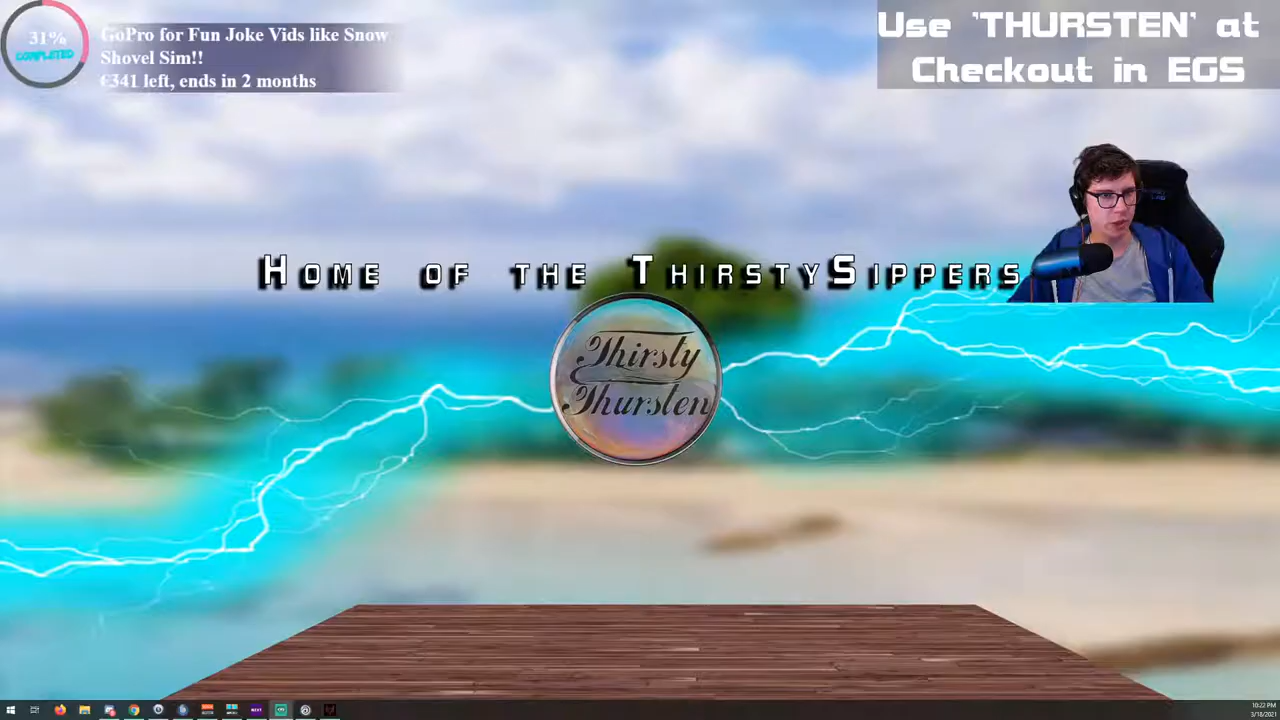 31%
COMPLETED
GoPro for Fun Joke Vids like Snow
Shovel Sim!!
€341 left, ends in 2 months
Use 'THURSTEN' at
Checkout in EGS
Home of the ThirstySippers
Thirsty
Thursten
10:22 PM
3/18/2021